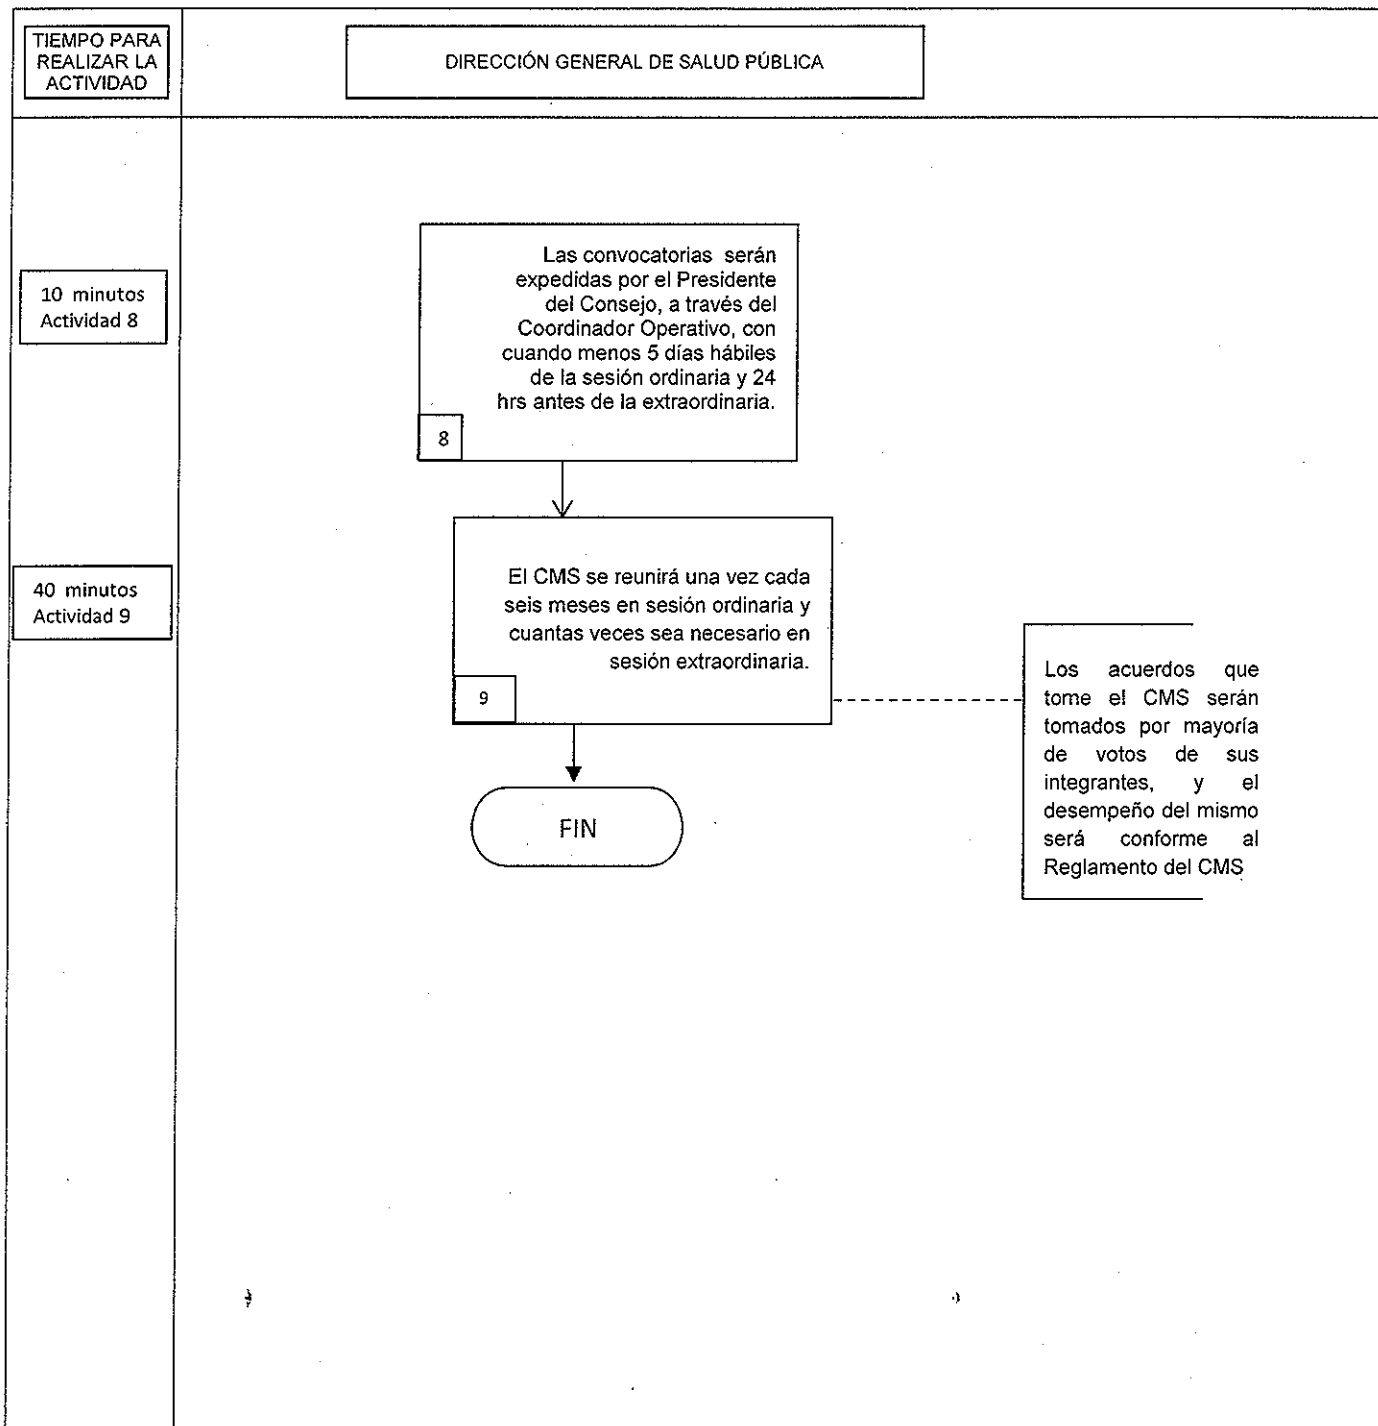 TIEMPO PARA
REALIZAR LA
ACTIVIDAD
DIRECCIÓN GENERAL DE SALUD PÚBLICA
10 minutos
Actividad 8
Las convocatorias serán
expedidas por el Presidente
del Consejo, a través del
Coordinador Operativo, con
cuando menos 5 días hábiles
de la sesión ordinaria y 24
hrs antes de la extraordinaria.
8
40 minutos
Actividad 9
El CMS se reunirá una vez cada
seis meses en sesión ordinaria y
cuantas veces sea necesario en
sesión extraordinaria.
9
Los acuerdos que
tome el CMS serán
tomados por mayoría
de votos de sus
integrantes, y el
desempeño del mismo
será conforme al
Reglamento del CMS
FIN